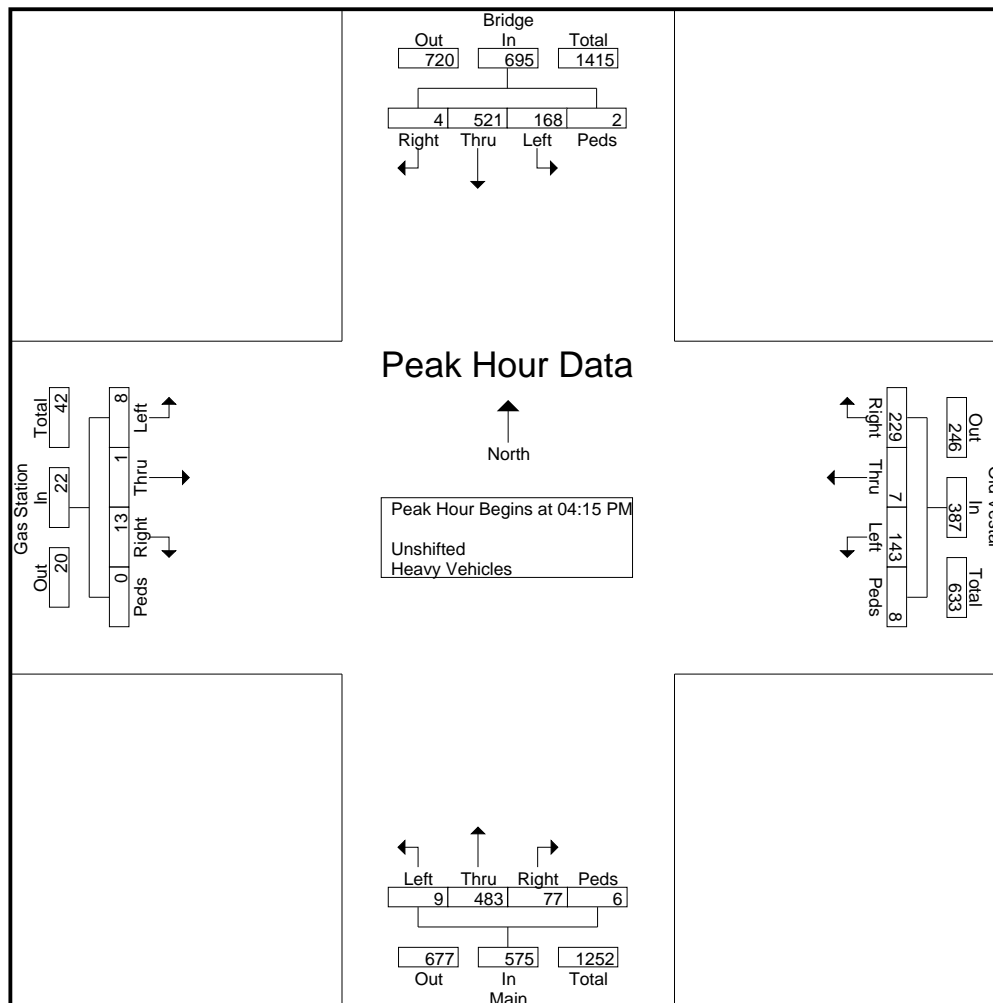 Bridge
Out In Total
720 695 1415
4 521 168 2
Right Thru Left Peds
Peak Hour Data
North
Peak Hour Begins at 04:15 PM
Unshifted
Heavy Vehicles
Gas Station
Total In Out
42 22 20
8 1 13 0
Left Thru Right Peds
Right Thru Left Peds
229 7 143 8
246 387 633
Out In Total
Left Thru Right Peds
9 483 77 6
677 575 1252
Out In Total
Main